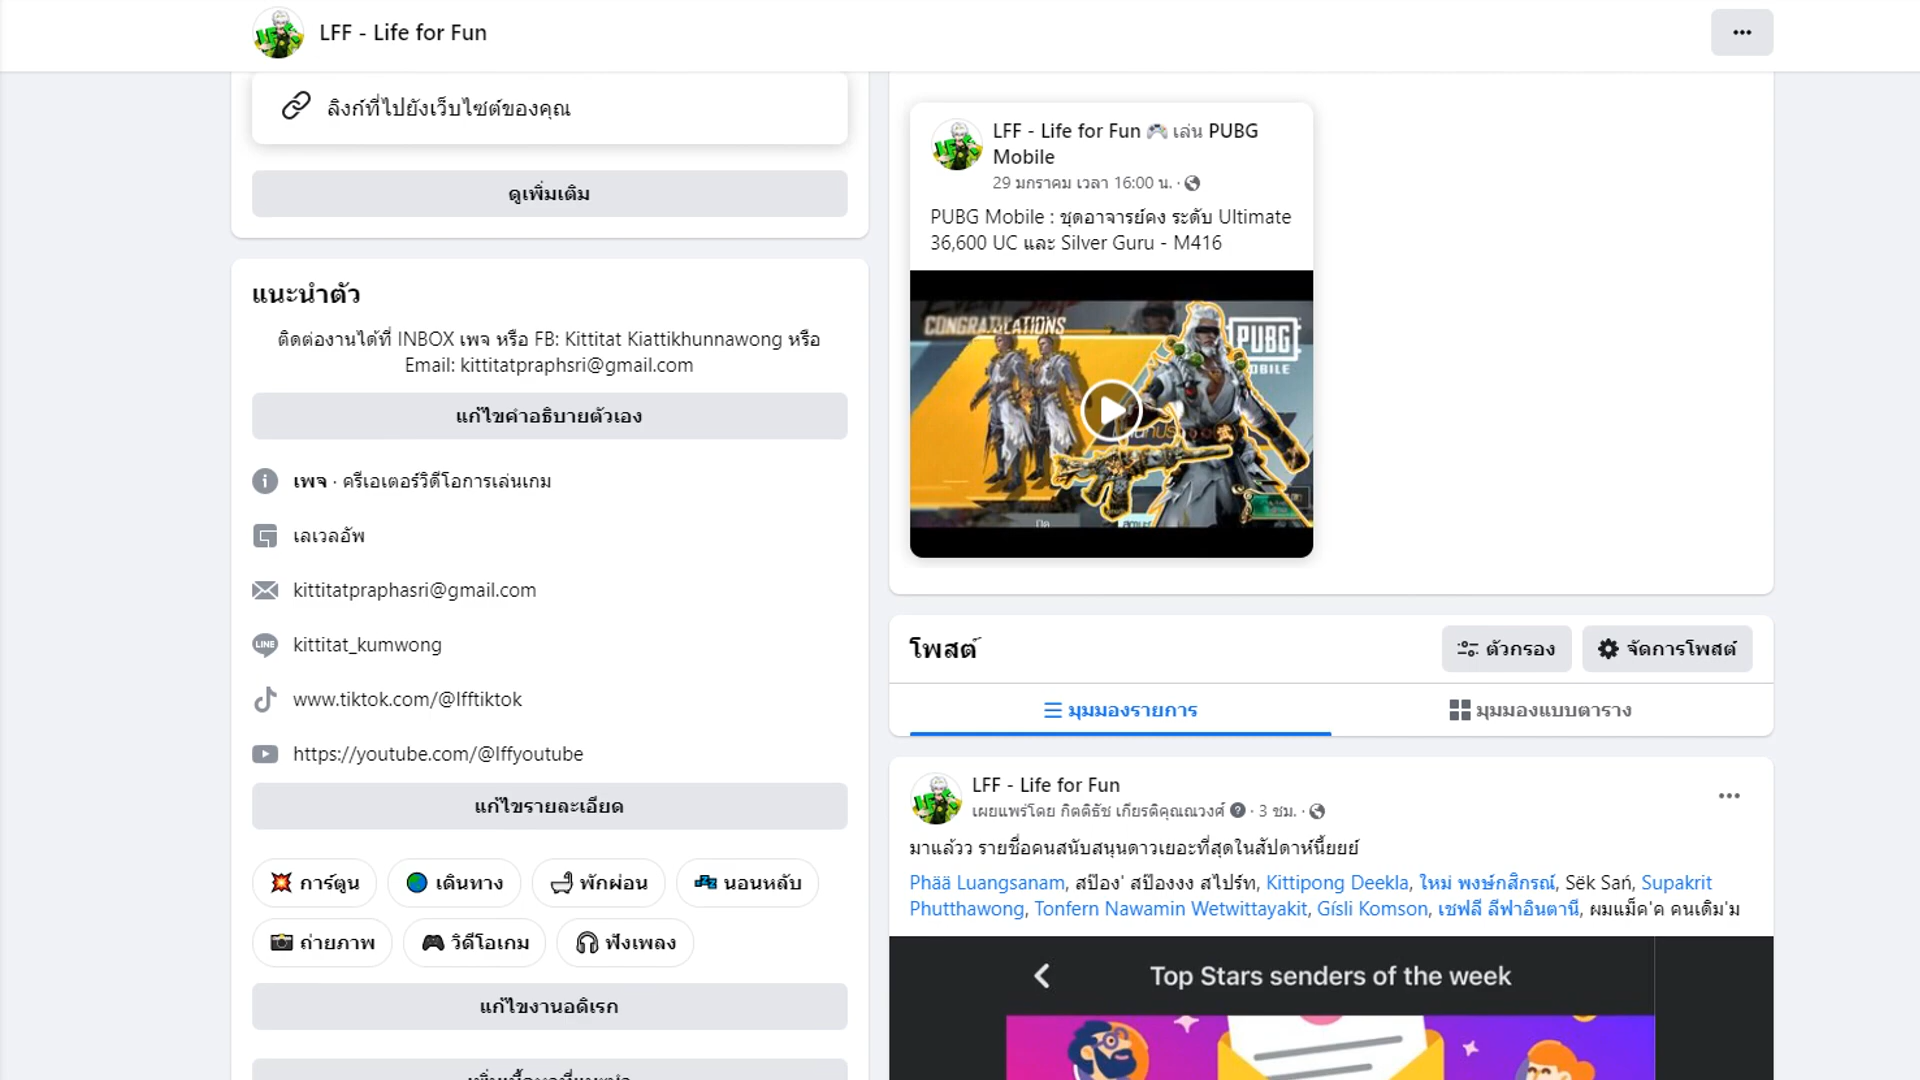 LFF - Life for Fun
ลิงก์ที่ไปยังเว็บไซต์ของคุณ
ดูเพิ่มเติม
แนะนำตัว
ติดต่องานได้ที่ INBOX เพจ หรือ FB: Kittitat Kiattikhunnawong หรือ
Email: kittitatpraphsri@gmail.com
แก้ไขคำอธิบายตัวเอง
เพจ · ครีเอเตอร์วิดีโอการเล่นเกม
เลเวลอัพ
kittitatpraphasri@gmail.com
LINE kittitat_kumwong
www.tiktok.com/@lfftiktok
https://youtube.com/@lffyoutube
แก้ไขรายละเอียด
การ์ตูน เดินทาง พักผ่อน นอนหลับ
ถ่ายภาพ วิดีโอเกม ฟังเพลง
แก้ไขงานอดิเรก
LFF - Life for Fun 🎮 เล่น PUBG
Mobile
29 มกราคม เวลา 16:00 น. ·
PUBG Mobile : ชุดอาจารย์คง ระดับ Ultimate
36,600 UC และ Silver Guru - M416
CONGRATULATIONS
PUBG
MOBILE
โพสต์
ตัวกรอง จัดการโพสต์
มุมมองรายการ มุมมองแบบตาราง
LFF - Life for Fun
เผยแพร่โดย กิตติธัช เกียรติคุณณวงศ์ · 3 ชม. ·
มาแล้วว รายชื่อคนสนับสนุนดาวเยอะที่สุดในสัปดาห์นี้ยยย์
Phää Luangsanam, สป๊อง' สป๊องงง สไปร์ท, Kittipong Deekla, ใหม่ พงษ์กสิกรณ์, Sëk Sań, Supakrit
Phutthawong, Tonfern Nawamin Wetwittayakit, Gísli Komson, เชฟลี ลีฟาอินตานี, ผมแม็ค'ค คนเดิม'ม
Top Stars senders of the week